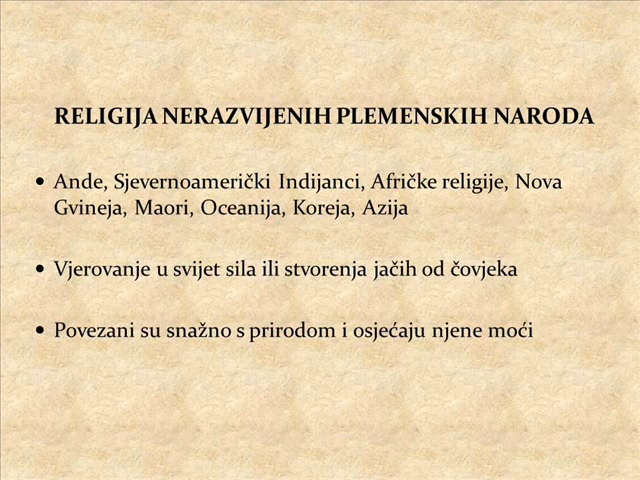 RELIGIJA NERAZVIJENIH PLEMENSKIH NARODA
• Ande, Sjevernoamerički Indijanci, Afričke religije, Nova
Gvineja, Maori, Oceanija, Koreja, Azija
• Vjerovanje u svijet sila ili stvorenja jačih od čovjeka
• Povezani su snažno s prirodom i osjećaju njene moći